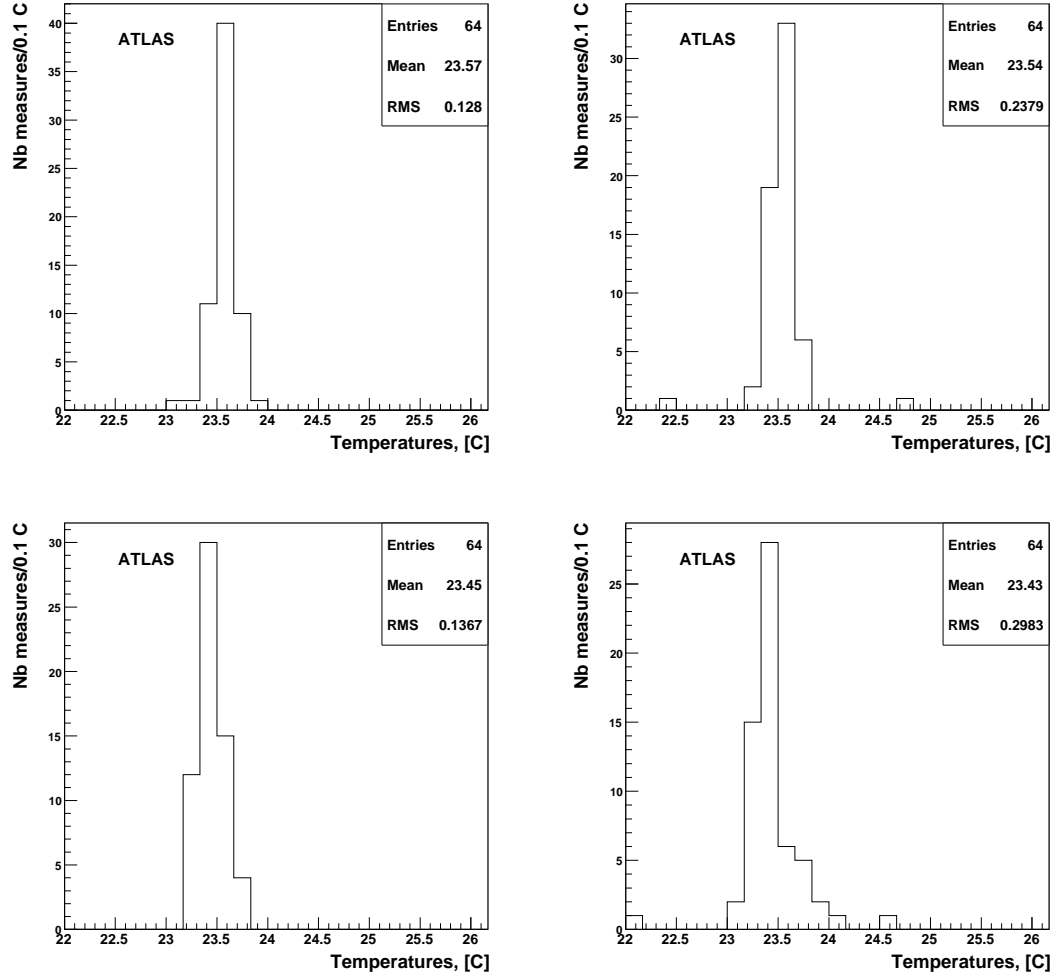 Nb measures/0.1 C
ATLAS
Entries 64
Mean 23.57
RMS 0.128
40
35
30
25
20
15
10
5
0
22 22.5 23 23.5 24 24.5 25 25.5 26
Temperatures, [C]
Nb measures/0.1 C
ATLAS
Entries 64
Mean 23.54
RMS 0.2379
30
25
20
15
10
5
0
22 22.5 23 23.5 24 24.5 25 25.5 26
Temperatures, [C]
Nb measures/0.1 C
ATLAS
Entries 64
Mean 23.45
RMS 0.1367
30
25
20
15
10
5
0
22 22.5 23 23.5 24 24.5 25 25.5 26
Temperatures, [C]
Nb measures/0.1 C
ATLAS
Entries 64
Mean 23.43
RMS 0.2983
25
20
15
10
5
0
22 22.5 23 23.5 24 24.5 25 25.5 26
Temperatures, [C]